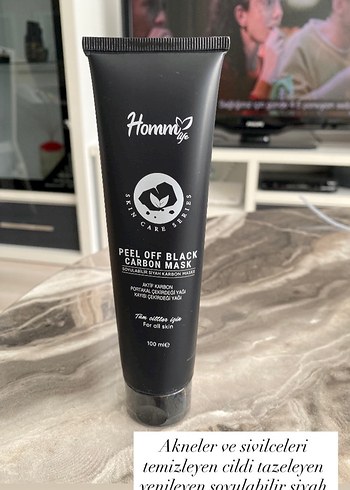 Homm life
SKIN CARE SERIES
PEEL OFF BLACK
CARBON MASK
SOYULABİLİR SİYAH KARBON MASKE
AKTİF KARBON
PORTAKAL ÇEKİRDEĞİ YAĞI
KAYISI ÇEKİRDEĞİ YAĞI
Tüm ciltler için
For all skin
100 ml e
Akneler ve sivilceleri
temizleyen cildi tazeleyen
yenileyen soyulabilir siyah